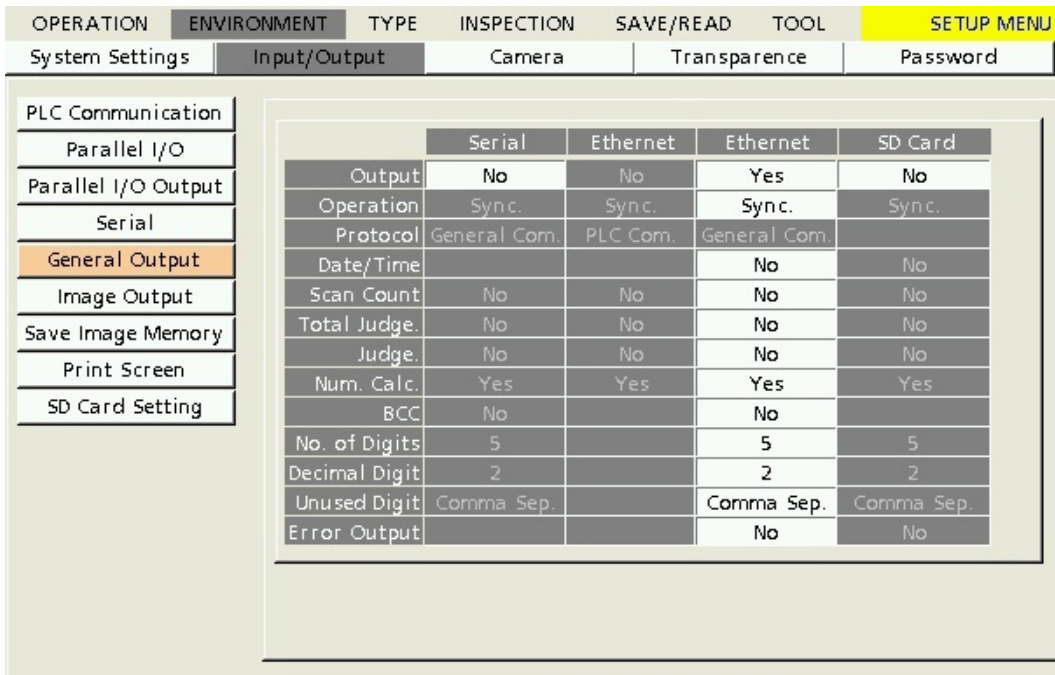 OPERATION ENVIRONMENT TYPE INSPECTION SAVE/READ TOOL SETUP MENU
System Settings Input/Output Camera Transparence Password
PLC Communication
Parallel I/O
Parallel I/O Output
Serial
General Output
Image Output
Save Image Memory
Print Screen
SD Card Setting
Serial Ethernet Ethernet SD Card
Output No No Yes No
Operation Sync. Sync. Sync. Sync.
Protocol General Com. PLC Com. General Com.
Date/Time No No
Scan Count No No No No
Total Judge. No No No No
Judge. No No No No
Num. Calc. Yes Yes Yes Yes
BCC No No
No. of Digits 5 5 5
Decimal Digit 2 2 2
Unused Digit Comma Sep. Comma Sep. Comma Sep.
Error Output No No